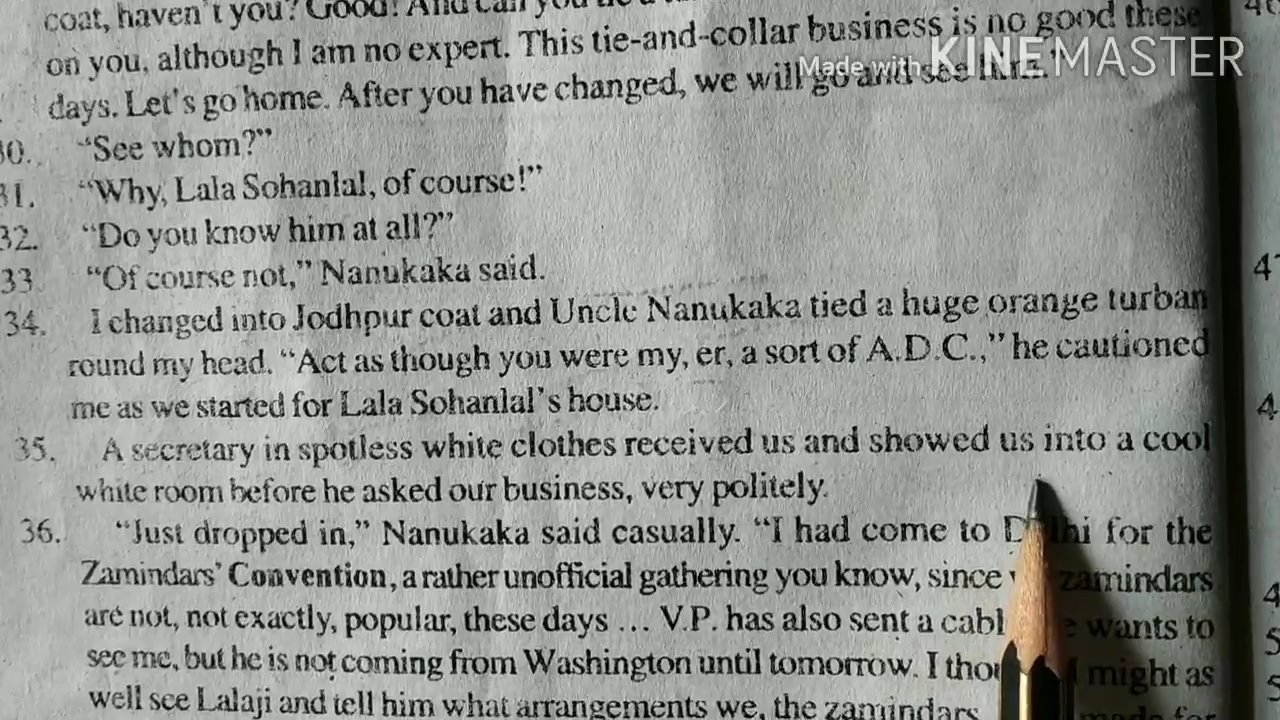 coat, haven't you? Good! And can you
on you, although I am no expert. This tie-and-collar business is no good these
Made with KINEMASTER
days. Let's go home. After you have changed, we will go and see him."
30. "See whom?"
31. "Why, Lala Sohanlal, of course!"
32. "Do you know him at all?"
33 "Of course not," Nanukaka said.
34. I changed into Jodhpur coat and Uncle Nanukaka tied a huge orange turban
round my head. "Act as though you were my, er, a sort of A.D.C.," he cautioned
me as we started for Lala Sohanlal's house.
35. A secretary in spotless white clothes received us and showed us into a cool
white room before he asked our business, very politely.
36. "Just dropped in," Nanukaka said casually. "I had come to Delhi for the
Zamindars' Convention, a rather unofficial gathering you know, since zamindars
are not, not exactly, popular, these days ... V.P. has also sent a wants to
see me, but he is not coming from Washington until tomorrow. I might as
well see Lalaji and tell him what arrangements we, the zamindars